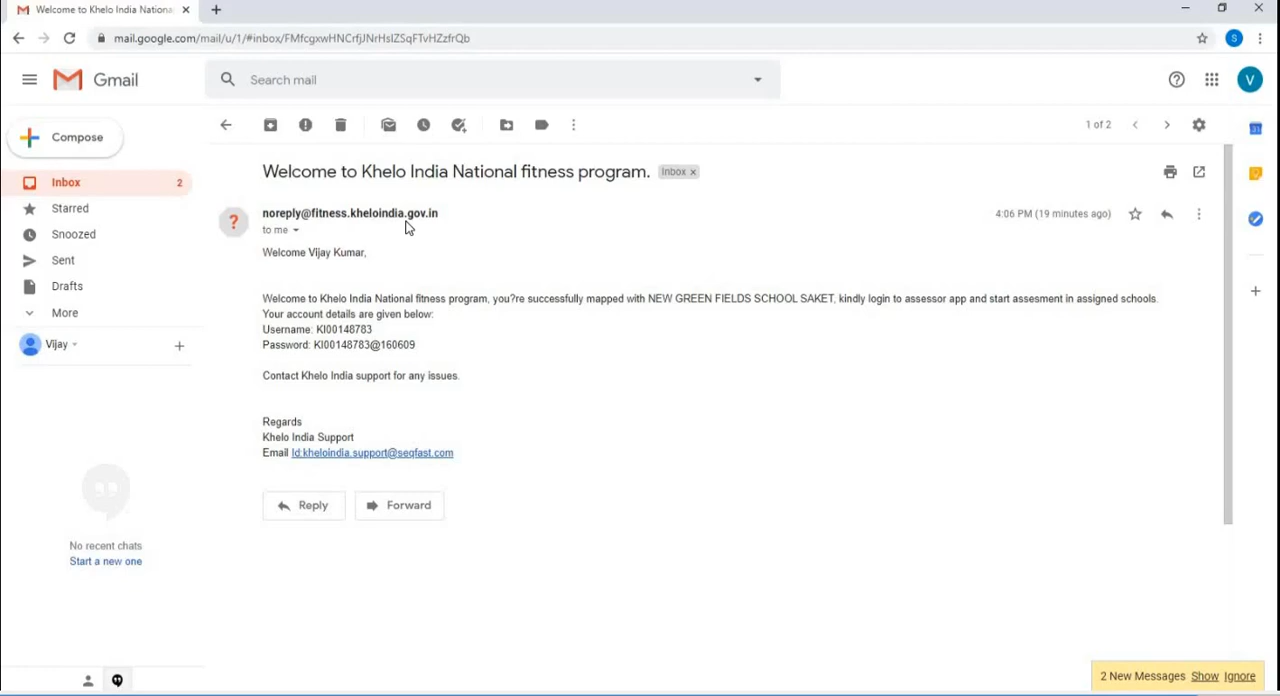 Welcome to Khelo India Nationa
mail.google.com/mail/u/1/#inbox/FMfcgxwHNCrfjJNrHslZSqFTvHZzfrQb
S
Gmail
Search mail
V
Compose
1 of 2
Inbox 2
Starred
Snoozed
Sent
Drafts
More
Vijay
Welcome to Khelo India National fitness program. Inbox x
noreply@fitness.kheloindia.gov.in
4:06 PM (19 minutes ago)
to me
Welcome Vijay Kumar,
Welcome to Khelo India National fitness program, you?re successfully mapped with NEW GREEN FIELDS SCHOOL SAKET, kindly login to assessor app and start assesment in assigned schools.
Your account details are given below:
Username: KI00148783
Password: KI00148783@160609
Contact Khelo India support for any issues.
Regards
Khelo India Support
Email Id:kheloindia.support@seqfast.com
Reply
Forward
No recent chats
Start a new one
31
2 New Messages Show Ignore